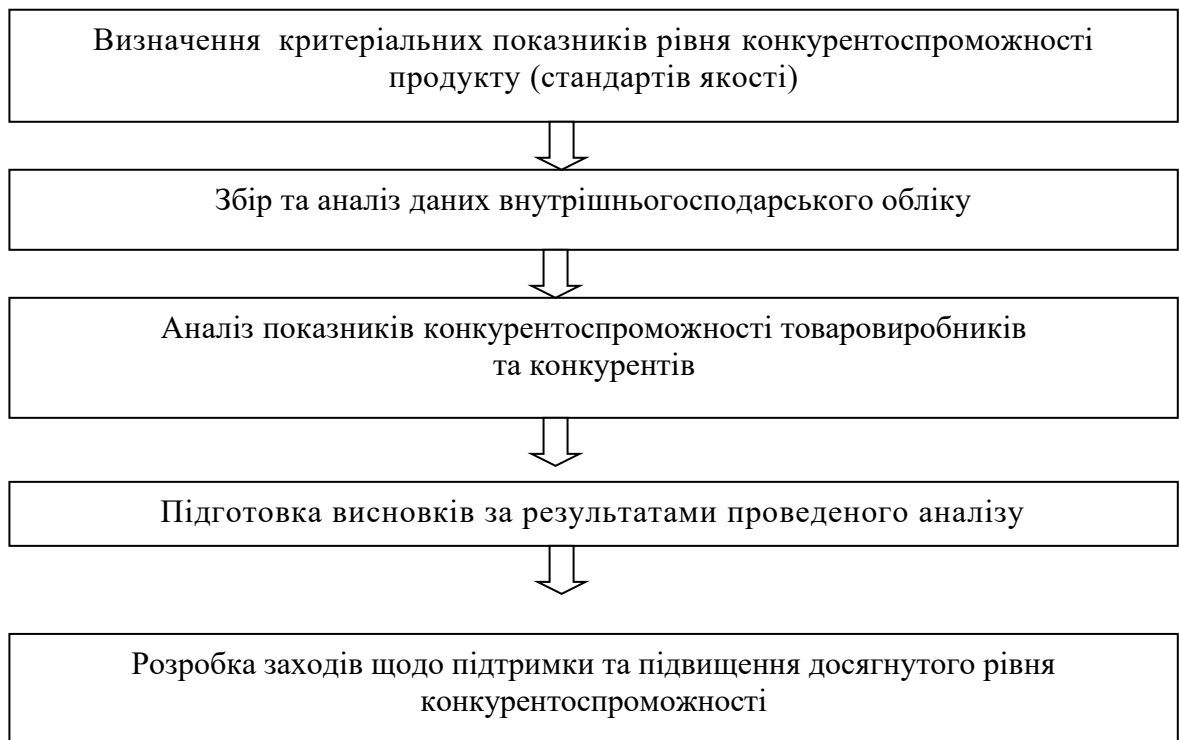 Визначення критеріальних показників рівня конкурентоспроможності
продукту (стандартів якості)
Збір та аналіз даних внутрішньогосподарського обліку
Аналіз показників конкурентоспроможності товаровиробників
та конкурентів
Підготовка висновків за результатами проведеного аналізу
Розробка заходів щодо підтримки та підвищення досягнутого рівня
конкурентоспроможності